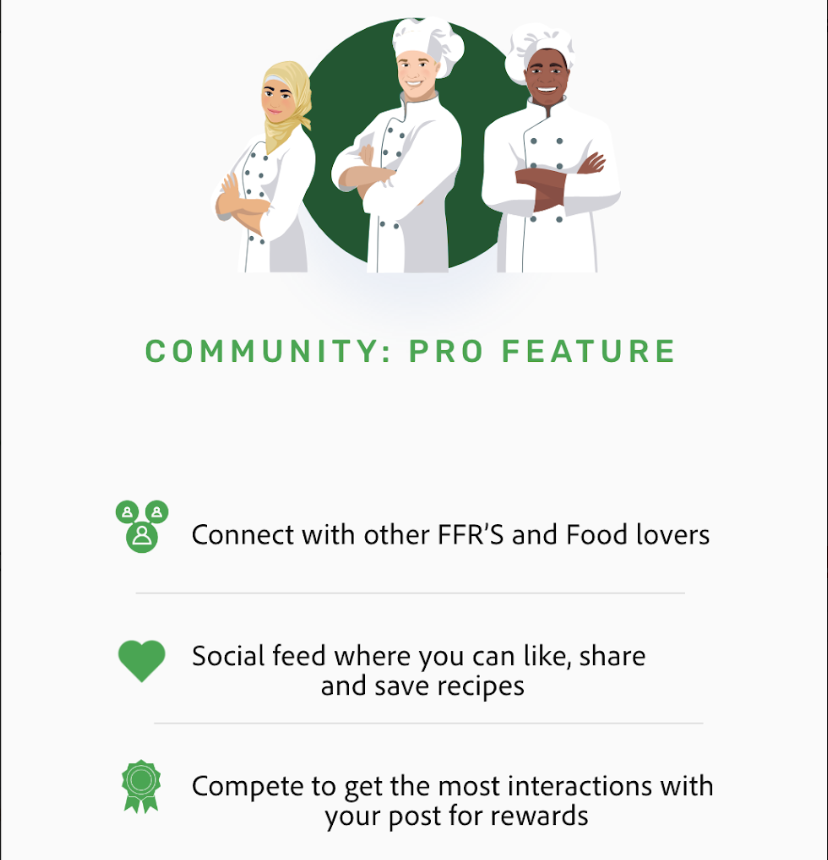 COMMUNITY: PRO FEATURE
Connect with other FFR'S and Food lovers
Social feed where you can like, share
and save recipes
Compete to get the most interactions with
your post for rewards